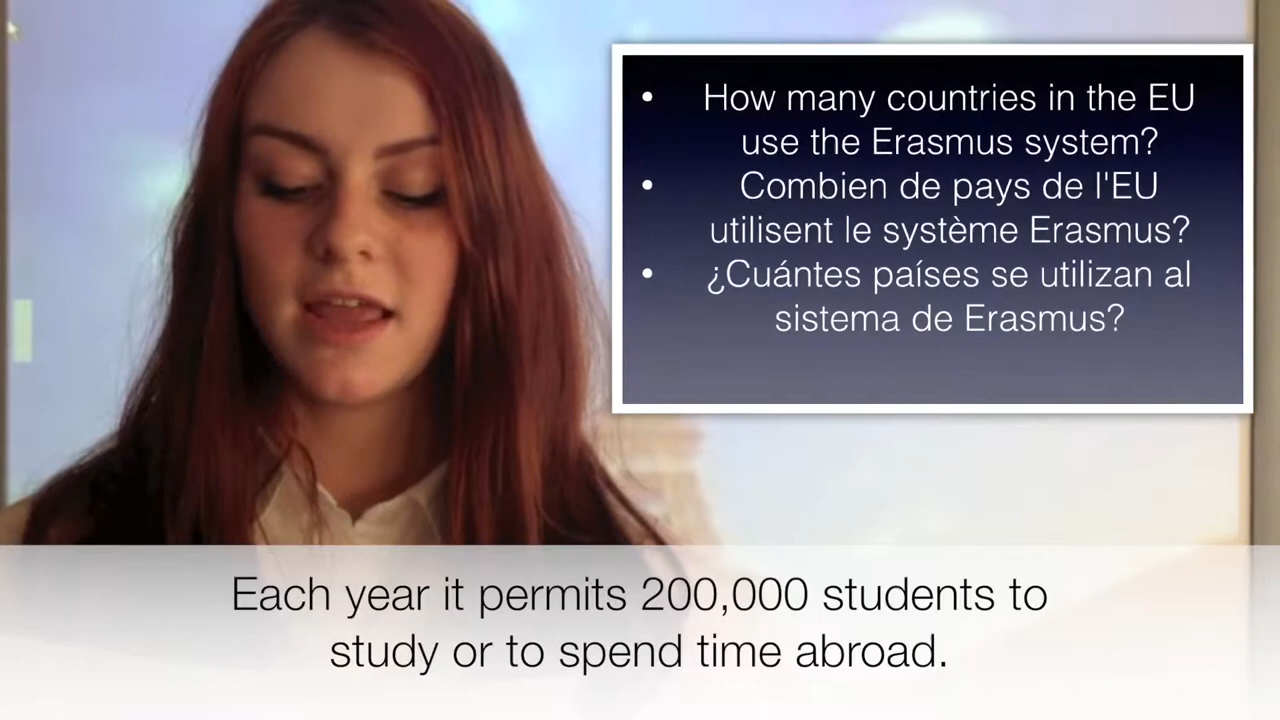 • How many countries in the EU
use the Erasmus system?
• Combien de pays de l'EU
utilisent le système Erasmus?
• ¿Cuántes países se utilizan al
sistema de Erasmus?
Each year it permits 200,000 students to
study or to spend time abroad.